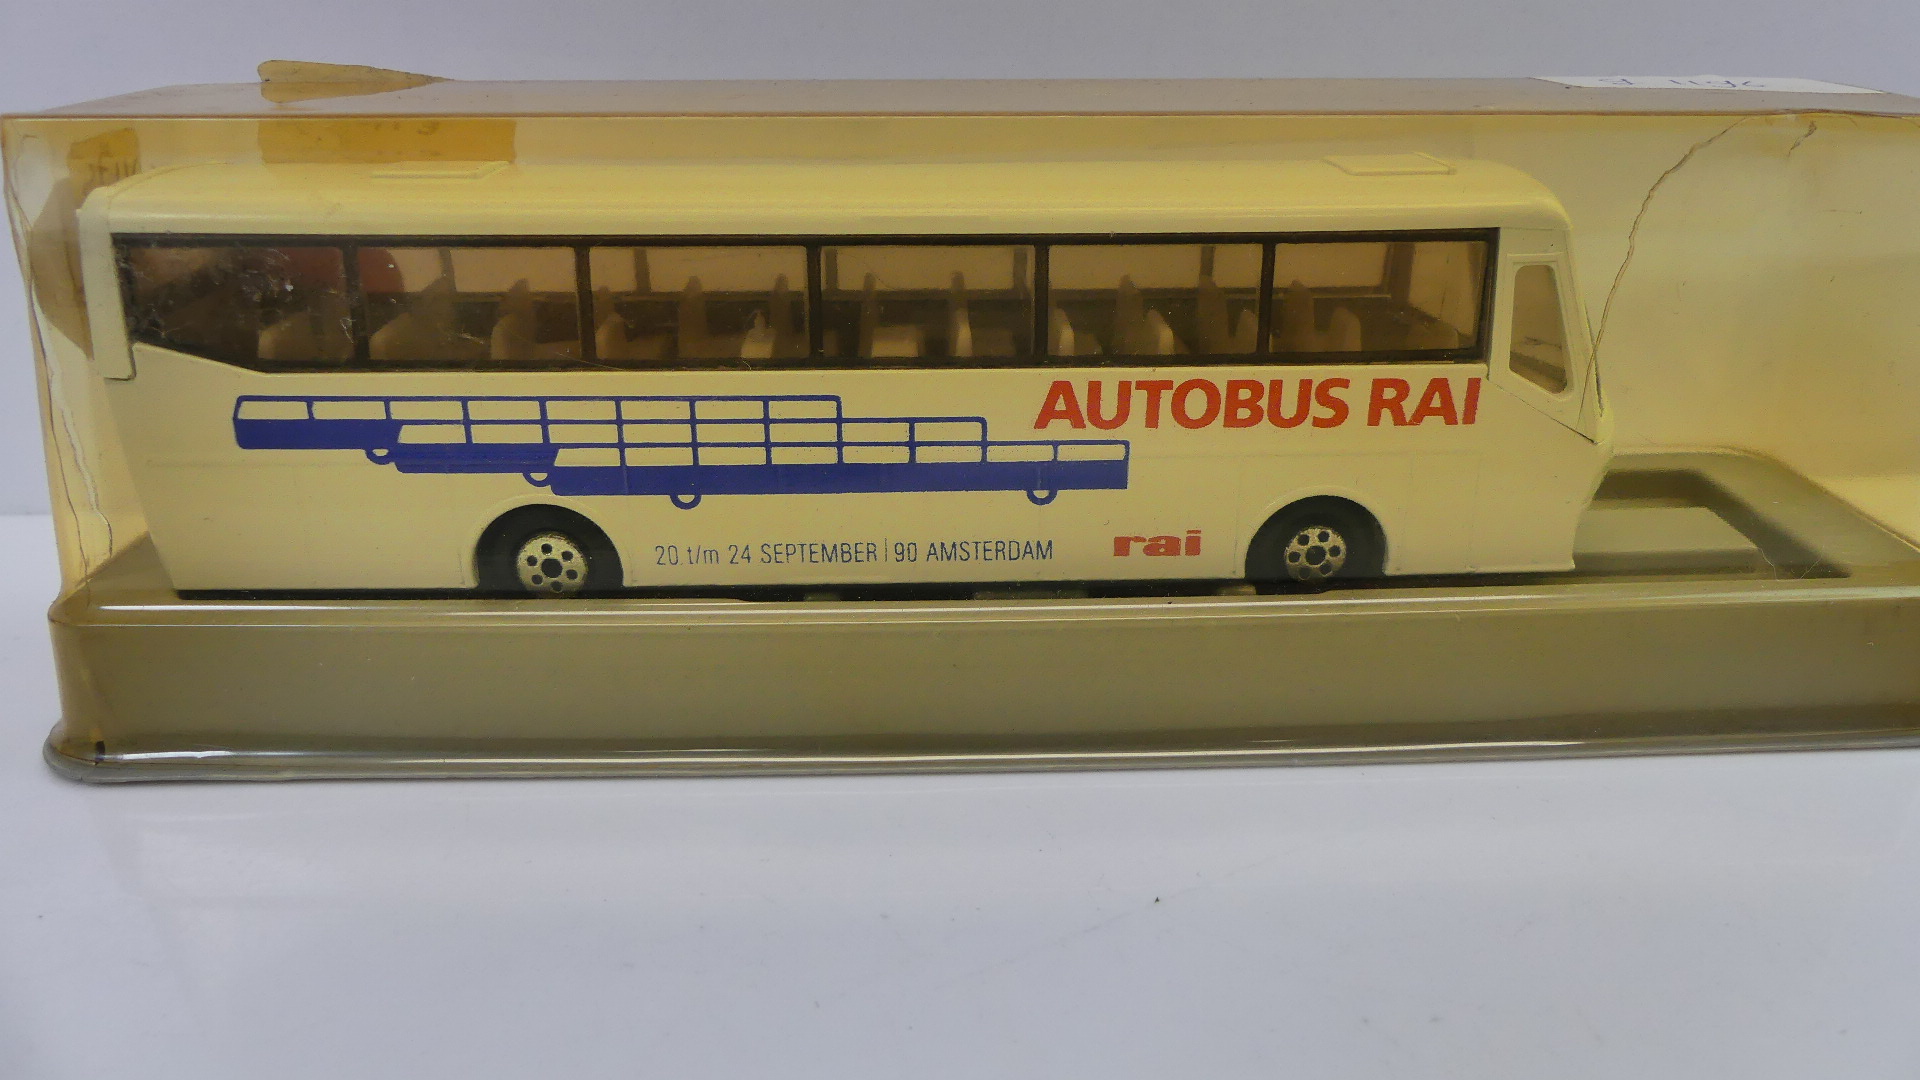 AUTOBUS RAI
20 t/m 24 SEPTEMBER | 90 AMSTERDAM
rai